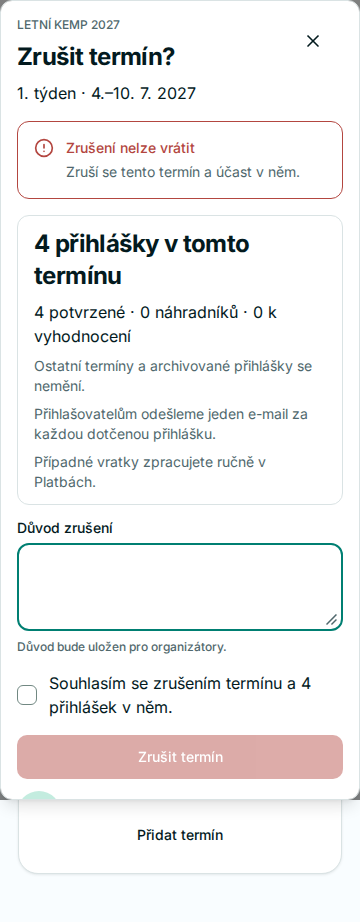 LETNÍ KEMP 2027
Zrušit termín?
1. týden · 4.–10. 7. 2027
Zrušení nelze vrátit
Zruší se tento termín a účast v něm.
4 přihlášky v tomto
termínu
4 potvrzené · 0 náhradníků · 0 k
vyhodnocení
Ostatní termíny a archivované přihlášky se
nemění.
Přihlašovatelům odešleme jeden e-mail za
každou dotčenou přihlášku.
Případné vratky zpracujete ručně v
Platbách.
Důvod zrušení
Důvod bude uložen pro organizátory.
Souhlasím se zrušením termínu a 4
přihlášek v něm.
Zrušit termín
Přidat termín